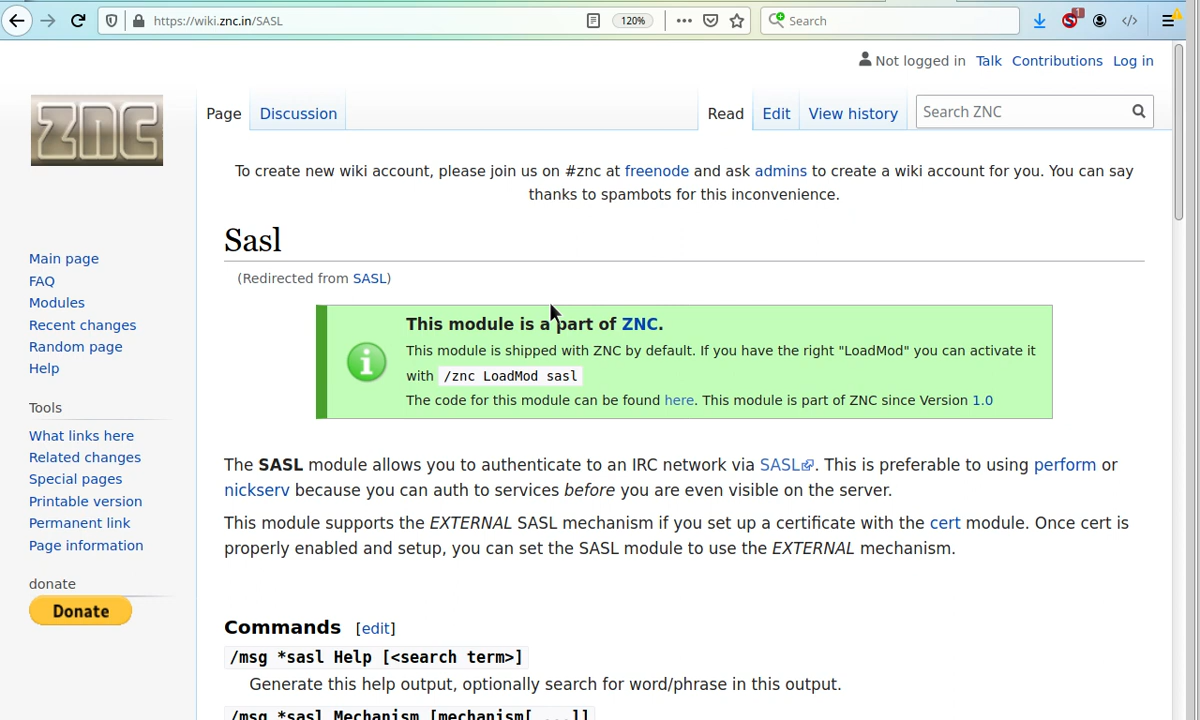 https://wiki.znc.in/SASL
120%
Search
1
Not logged in Talk Contributions Log in
ZNC
Page Discussion Read Edit View history Search ZNC
To create new wiki account, please join us on #znc at freenode and ask admins to create a wiki account for you. You can say
thanks to spambots for this inconvenience.
Sasl
(Redirected from SASL)
This module is a part of ZNC.
This module is shipped with ZNC by default. If you have the right "LoadMod" you can activate it
with /znc LoadMod sasl
The code for this module can be found here. This module is part of ZNC since Version 1.0
The SASL module allows you to authenticate to an IRC network via SASL. This is preferable to using perform or
nickserv because you can auth to services before you are even visible on the server.
This module supports the EXTERNAL SASL mechanism if you set up a certificate with the cert module. Once cert is
properly enabled and setup, you can set the SASL module to use the EXTERNAL mechanism.
Commands [edit]
/msg *sasl Help [<search term>]
Generate this help output, optionally search for word/phrase in this output.
/msg *sasl Mechanism [mechanism[ ...]]
Main page
FAQ
Modules
Recent changes
Random page
Help
Tools
What links here
Related changes
Special pages
Printable version
Permanent link
Page information
donate
Donate